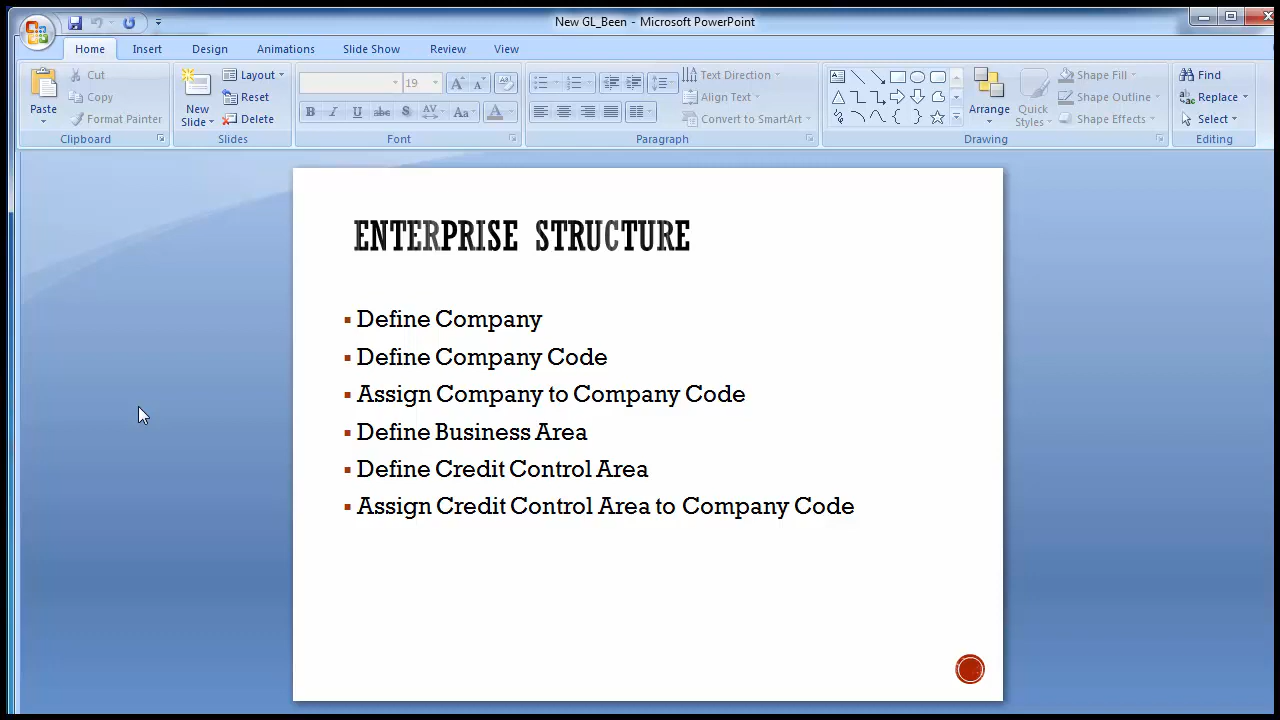 New GL_Been - Microsoft PowerPoint
Home Insert Design Animations Slide Show Review View
Paste
Cut
Copy
Format Painter
Clipboard
New
Slide
Layout
Reset
Delete
Slides
19
B I U abc AV Aa A
Font
Text Direction
Align Text
Convert to SmartArt
Paragraph
Arrange
Quick
Styles
Shape Fill
Shape Outline
Shape Effects
Drawing
Find
Replace
Select
Editing
ENTERPRISE STRUCTURE
Define Company
Define Company Code
Assign Company to Company Code
Define Business Area
Define Credit Control Area
Assign Credit Control Area to Company Code